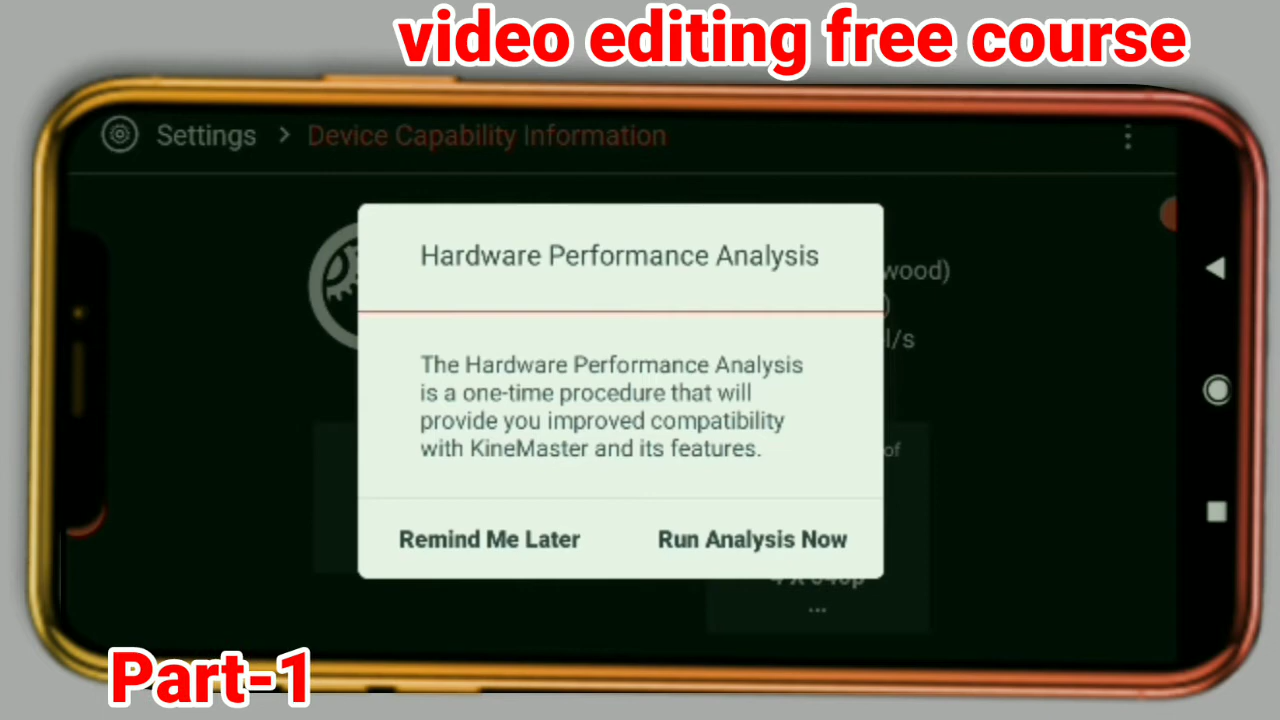 video editing free course
Settings > Device Capability Information
Hardware Performance Analysis
wood)
)
l/s
The Hardware Performance Analysis
is a one-time procedure that will
provide you improved compatibility
with KineMaster and its features.
of
Remind Me Later Run Analysis Now
...
Part-1